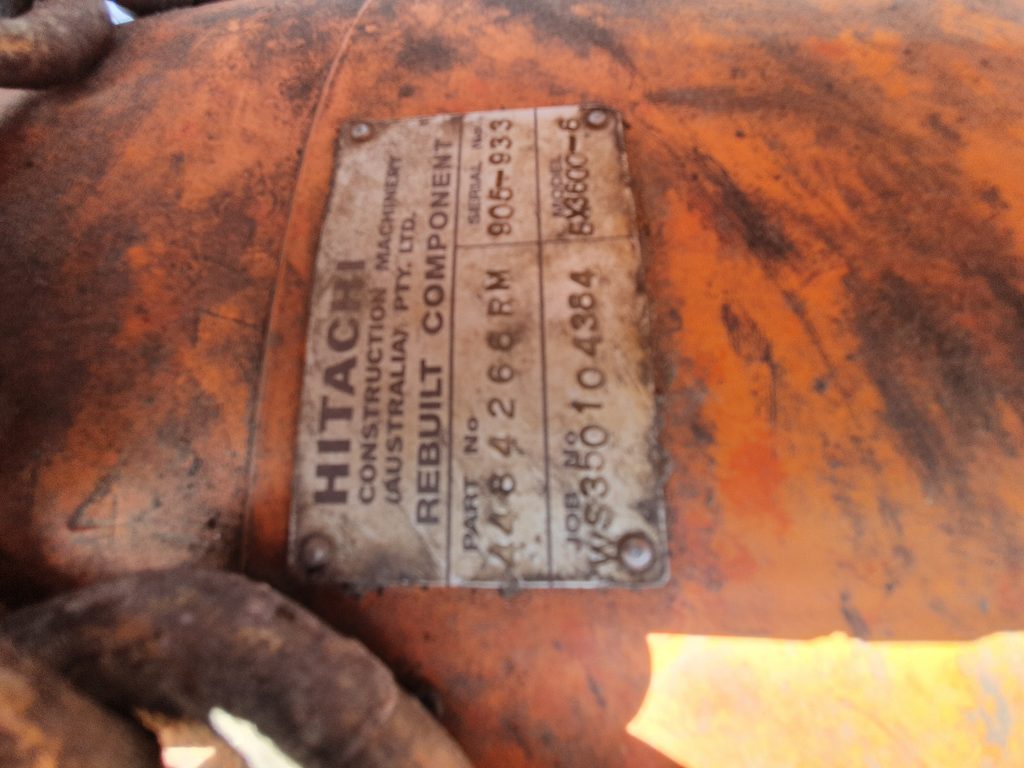 HITACHI
CONSTRUCTION MACHINERY
(AUSTRALIA) PTY. LTD.
REBUILT COMPONENT
PART No SERIAL No
4484266RM 905-933
JOB No MODEL
WS350104384 EX3600-6